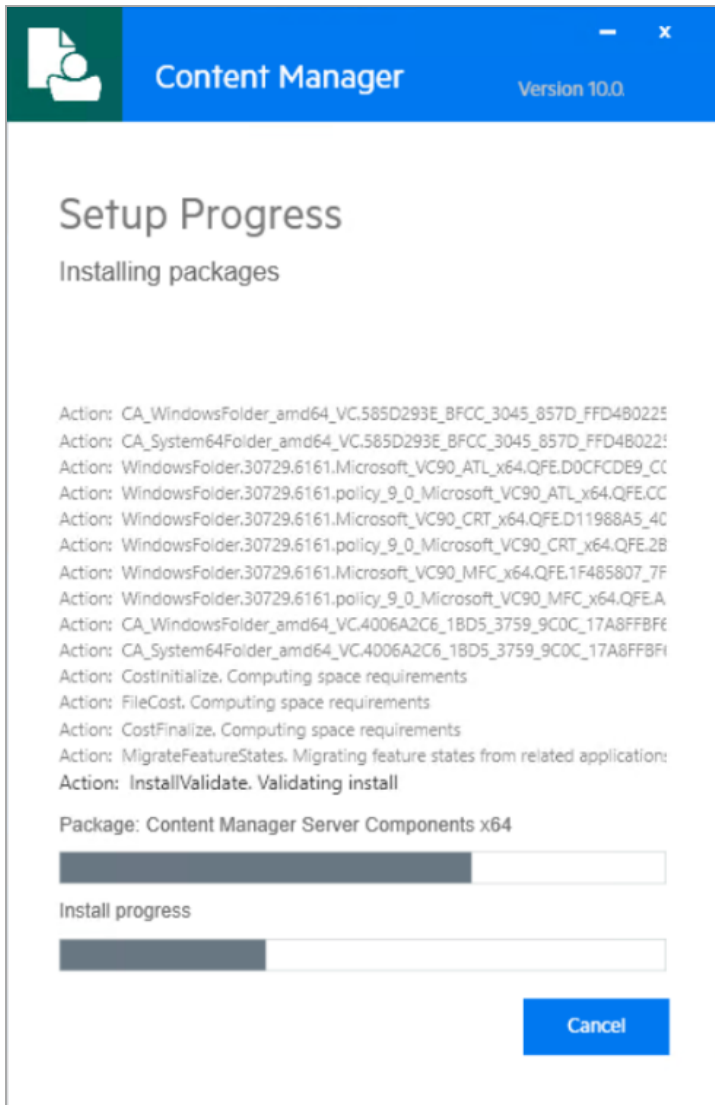 Content Manager
Version 10.0.
Setup Progress
Installing packages
Action: CA_WindowsFolder_amd64_VC.585D293E_BFCC_3045_857D_FFD4B0225
Action: CA_System64Folder_amd64_VC.585D293E_BFCC_3045_857D_FFD4B0225
Action: WindowsFolder.30729.6161.Microsoft_VC90_ATL_x64.QFE.D0CFCDE9_C0
Action: WindowsFolder.30729.6161.policy_9_0_Microsoft_VC90_ATL_x64.QFE.CC
Action: WindowsFolder.30729.6161.Microsoft_VC90_CRT_x64.QFE.D11988A5_40
Action: WindowsFolder.30729.6161.policy_9_0_Microsoft_VC90_CRT_x64.QFE.2B
Action: WindowsFolder.30729.6161.Microsoft_VC90_MFC_x64.QFE.1F485807_7F
Action: WindowsFolder.30729.6161.policy_9_0_Microsoft_VC90_MFC_x64.QFE.A
Action: CA_WindowsFolder_amd64_VC.4006A2C6_1BD5_3759_9C0C_17A8FFBF6
Action: CA_System64Folder_amd64_VC.4006A2C6_1BD5_3759_9C0C_17A8FFBF6
Action: CostInitialize. Computing space requirements
Action: FileCost. Computing space requirements
Action: CostFinalize. Computing space requirements
Action: MigrateFeatureStates. Migrating feature states from related applications
Action: InstallValidate. Validating install
Package: Content Manager Server Components x64
Install progress
Cancel